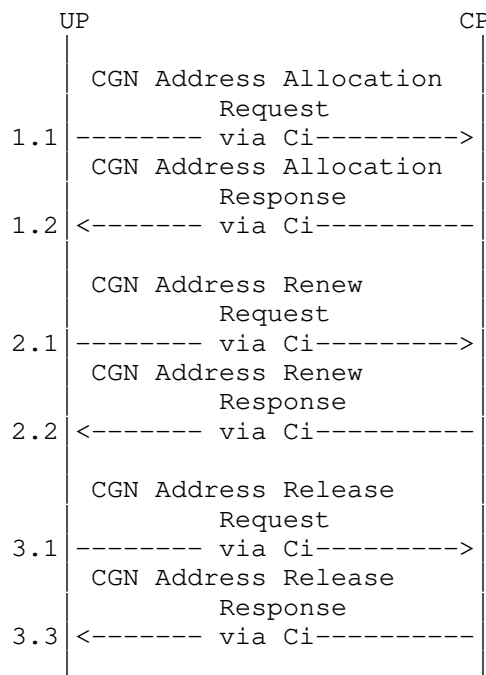 UP CP
CGN Address Allocation
Request
1.1 -------- via Ci--------->
CGN Address Allocation
Response
1.2 <------- via Ci----------
CGN Address Renew
Request
2.1 -------- via Ci--------->
CGN Address Renew
Response
2.2 <------- via Ci----------
CGN Address Release
Request
3.1 -------- via Ci--------->
CGN Address Release
Response
3.3 <------- via Ci----------